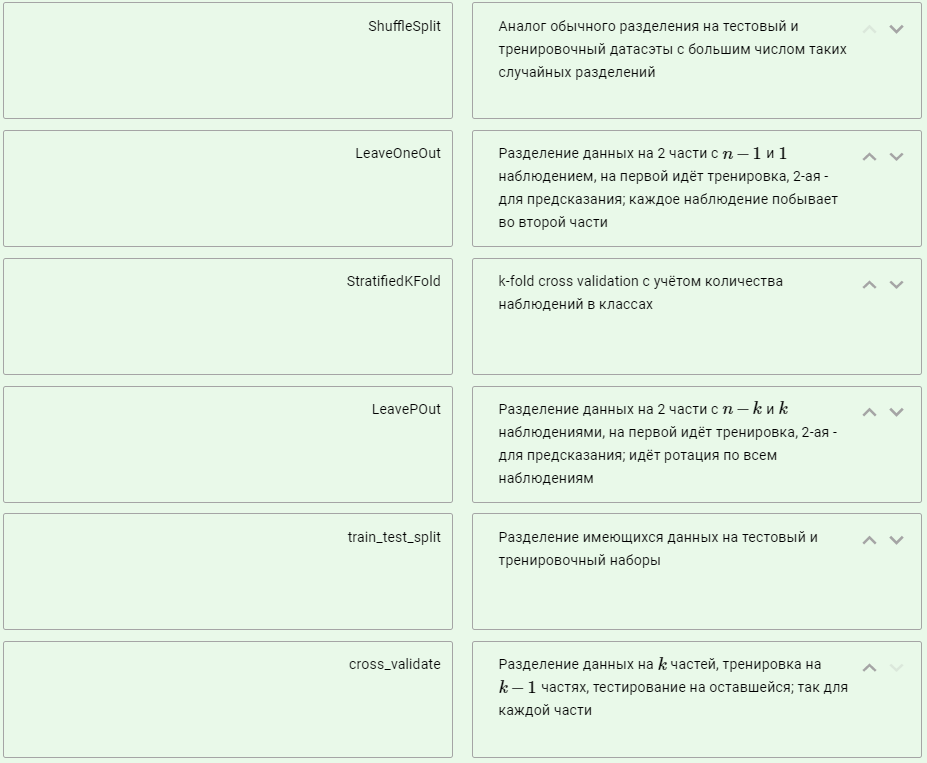 ShuffleSplit
Аналог обычного разделения на тестовый и
тренировочный датасэты с большим числом таких
случайных разделений
LeaveOneOut
Разделение данных на 2 части с n − 1 и 1
наблюдением, на первой идёт тренировка, 2-ая -
для предсказания; каждое наблюдение побывает
во второй части
StratifiedKFold
k-fold cross validation с учётом количества
наблюдений в классах
LeavePOut
Разделение данных на 2 части с n − k и k
наблюдениями, на первой идёт тренировка, 2-ая -
для предсказания; идёт ротация по всем
наблюдениям
train_test_split
Разделение имеющихся данных на тестовый и
тренировочный наборы
cross_validate
Разделение данных на k частей, тренировка на
k − 1 частях, тестирование на оставшейся; так для
каждой части